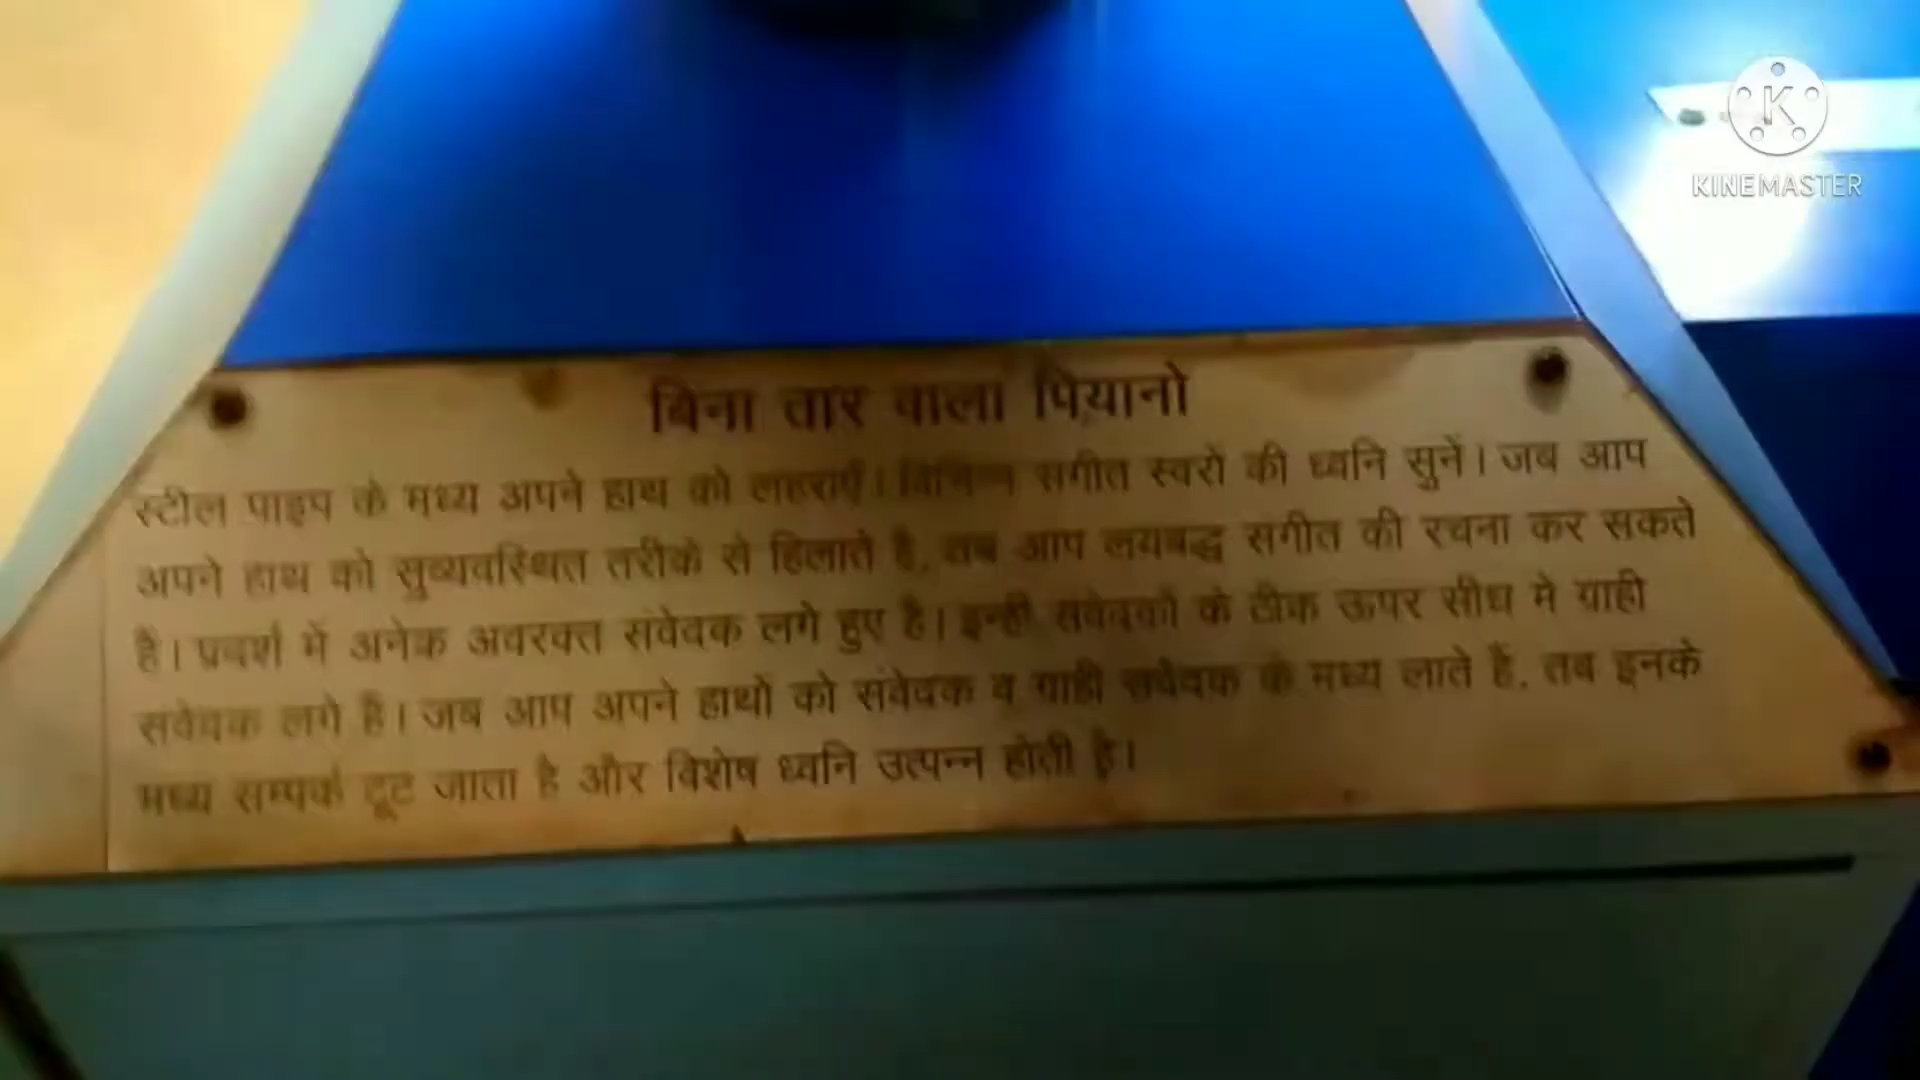 KINEMASTER
बिना तार वाला पियानो
स्टील पाइप के मध्य अपने हाथ को लहराएँ। विभिन्न संगीत स्वरों की ध्वनि सुनें। जब आप
अपने हाथ को सुव्यवस्थित तरीके से हिलाते है, तब आप लयबद्ध संगीत की रचना कर सकते
हैं। प्रदर्श में अनेक अवरक्त संवेदक लगे हुए है। इन्हीं संवेदकों के ठीक ऊपर सीध मे ग्राही
संवेदक लगे है। जब आप अपने हाथो को संवेदक व ग्राही संवेदक के मध्य लाते हैं, तब इनके
मध्य सम्पर्क टूट जाता है और विशेष ध्वनि उत्पन्न होती है।